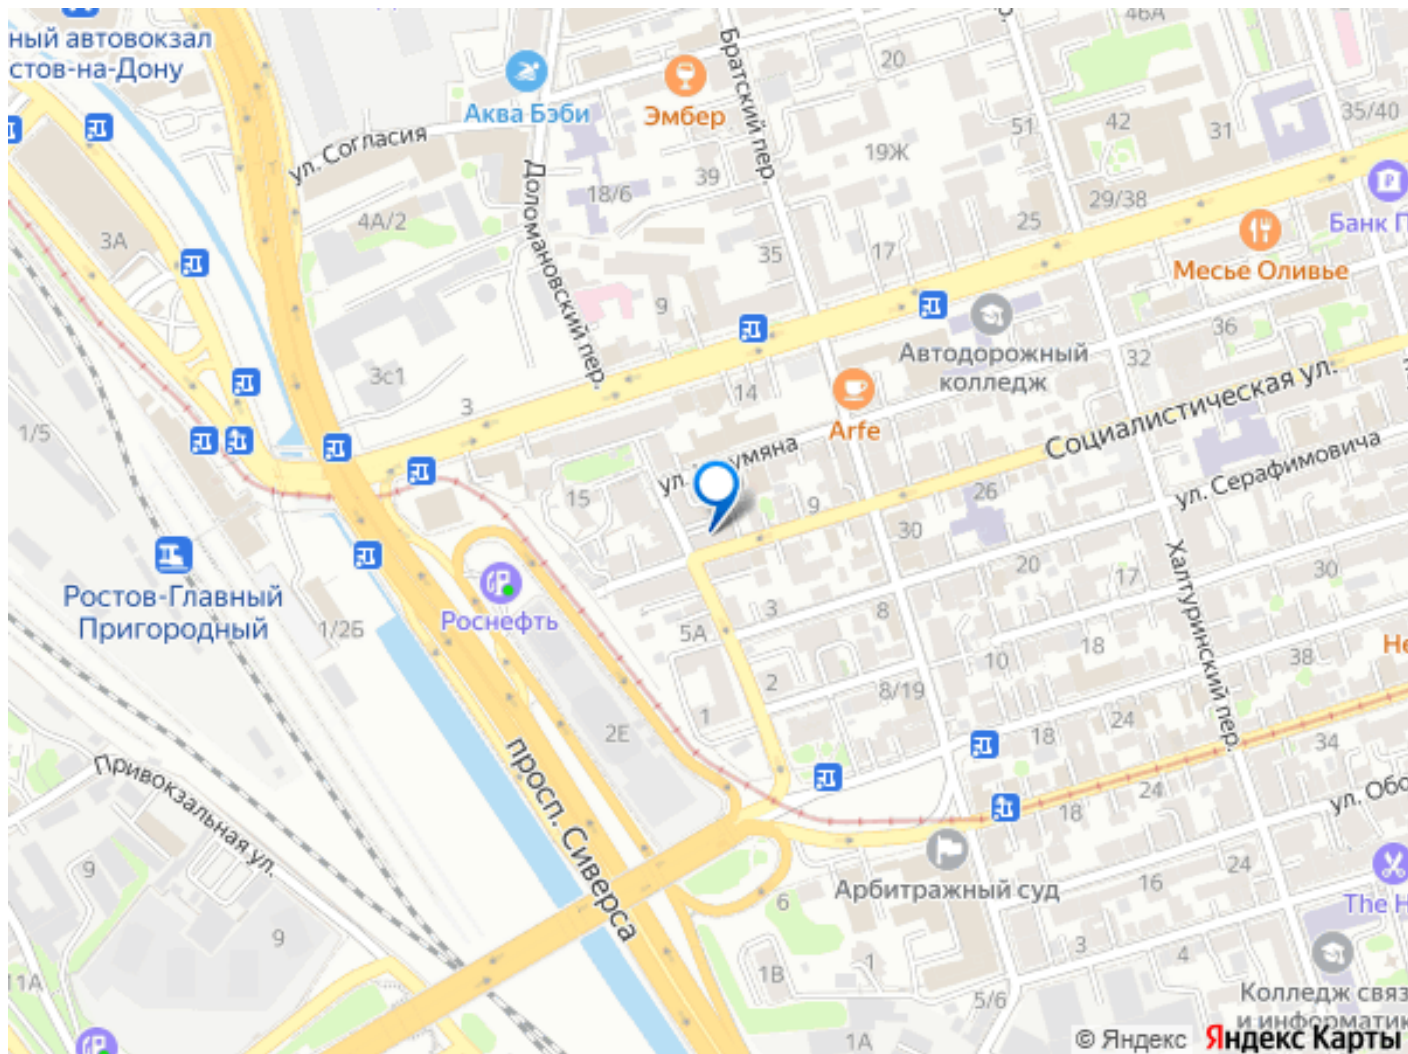 ный автовокзал
стов-на-Дону
Аква Бэби
Эмбер
Братский пер.
20
46А
35/40
51
42
31
ул. Согласия
19Ж
39
18/6
Доломановский пер.
4А/2
3А
29/38
25
Банк П
17
35
Месье Оливье
9
36
Автодорожный
колледж
32
3с1
14
3
Arfe
Социалистическая ул.
1/5
ул.
умяна
ул. Серафимовича
15
9
26
30
20
17
30
Халтуринский пер.
Ростов-Главный
Пригородный
Роснефть
1/2Б
3
8
5А
18
10
38
Не
2
8/19
1
24
18
2Е
34
просп. Сиверса
Привокзальная ул.
24
18
ул. Обо
9
Арбитражный суд
24
16
The H
6
9
3
4
1
1В
11А
5/6
Колледж связ
и информатик
1А
© Яндекс
Яндекс Карты